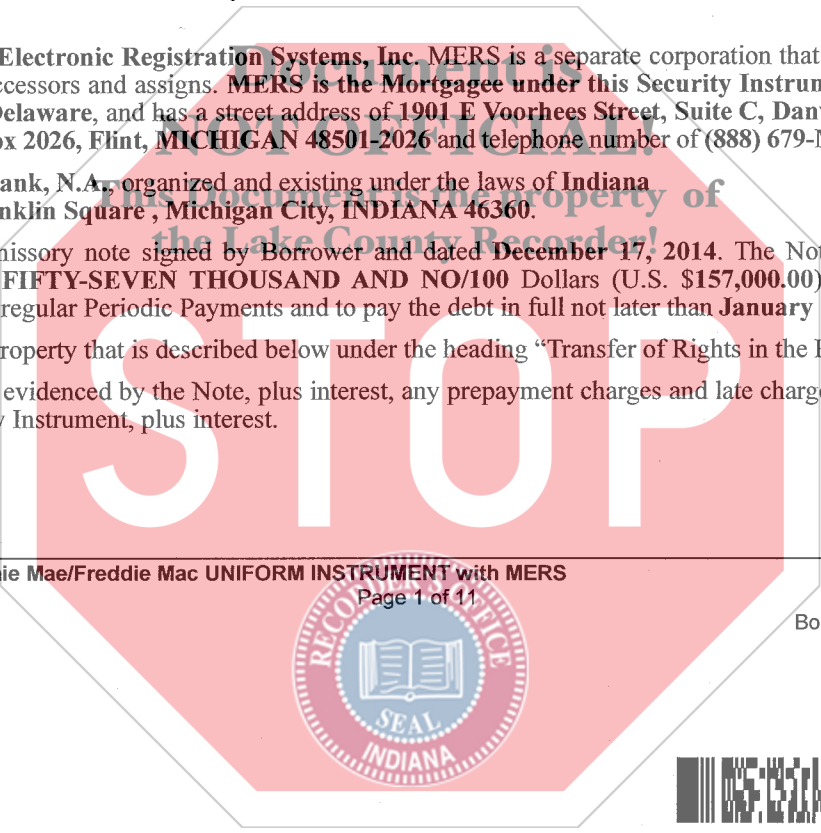 Electronic Registration Systems, Inc. MERS is a separate corporation that
Document is
ccessors and assigns. MERS is the Mortgagee under this Security Instrum
Delaware, and has a street address of 1901 E Voorhees Street, Suite C, Danv
NOT OFFICIAL!
ox 2026, Flint, MICHIGAN 48501-2026 and telephone number of (888) 679-M
ank, N.A., organized and existing under the laws of Indiana
This Document is the property of
nklin Square , Michigan City, INDIANA 46360.
the Lake County Recorder!
missory note signed by Borrower and dated December 17, 2014. The Not
FIFTY-SEVEN THOUSAND AND NO/100 Dollars (U.S. $157,000.00)
regular Periodic Payments and to pay the debt in full not later than January
roperty that is described below under the heading “Transfer of Rights in the P
evidenced by the Note, plus interest, any prepayment charges and late charge
y Instrument, plus interest.
STOP
nie Mae/Freddie Mac UNIFORM INSTRUMENT with MERS
Page 1 of 11
Bo
RECORDER'S OFFICE
SEAL
INDIANA